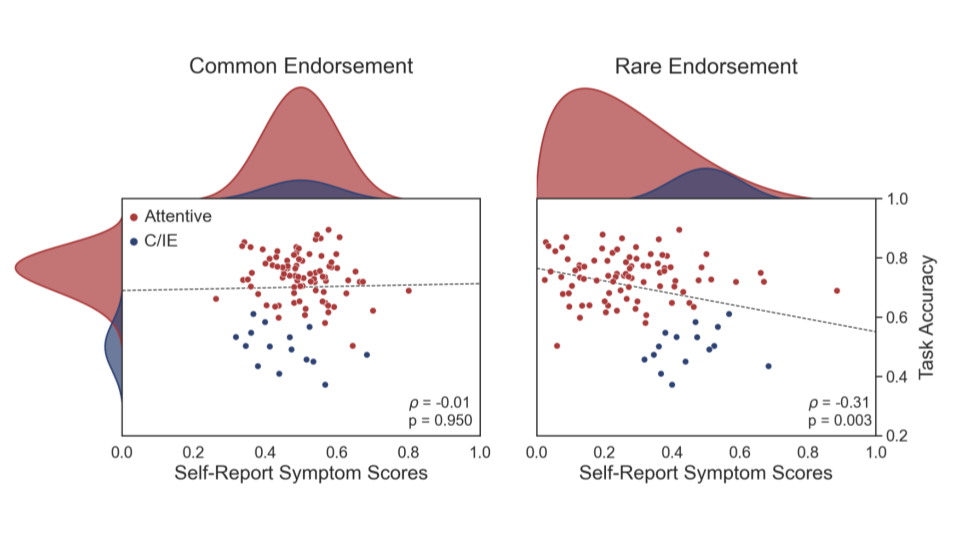 Common Endorsement
Rare Endorsement
Attentive
C/IE
ρ = -0.01
p = 0.950
0.0 0.2 0.4 0.6 0.8 1.0
Self-Report Symptom Scores
ρ = -0.31
p = 0.003
0.0 0.2 0.4 0.6 0.8 1.0
Self-Report Symptom Scores
1.0
0.8
0.6
0.4
0.2
Task Accuracy